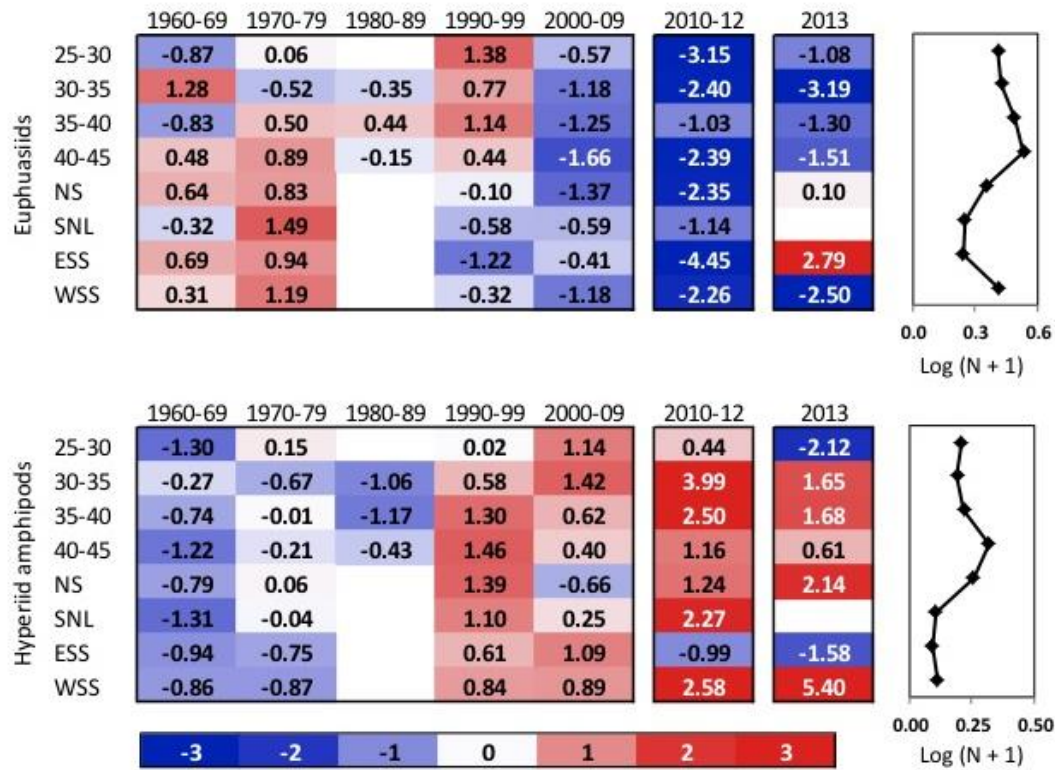 1960-69 1970-79 1980-89 1990-99 2000-09 2010-12 2013
Euphuasiids
25-30 -0.87 0.06 1.38 -0.57 -3.15 -1.08
30-35 1.28 -0.52 -0.35 0.77 -1.18 -2.40 -3.19
35-40 -0.83 0.50 0.44 1.14 -1.25 -1.03 -1.30
40-45 0.48 0.89 -0.15 0.44 -1.66 -2.39 -1.51
NS 0.64 0.83 -0.10 -1.37 -2.35 0.10
SNL -0.32 1.49 -0.58 -0.59 -1.14
ESS 0.69 0.94 -1.22 -0.41 -4.45 2.79
WSS 0.31 1.19 -0.32 -1.18 -2.26 -2.50
0.0 0.3 0.6
Log (N + 1)
1960-69 1970-79 1980-89 1990-99 2000-09 2010-12 2013
Hyperiid amphipods
25-30 -1.30 0.15 0.02 1.14 0.44 -2.12
30-35 -0.27 -0.67 -1.06 0.58 1.42 3.99 1.65
35-40 -0.74 -0.01 -1.17 1.30 0.62 2.50 1.68
40-45 -1.22 -0.21 -0.43 1.46 0.40 1.16 0.61
NS -0.79 0.06 1.39 -0.66 1.24 2.14
SNL -1.31 -0.04 1.10 0.25 2.27
ESS -0.94 -0.75 0.61 1.09 -0.99 -1.58
WSS -0.86 -0.87 0.84 0.89 2.58 5.40
0.00 0.25 0.50
Log (N + 1)
-3 -2 -1 0 1 2 3